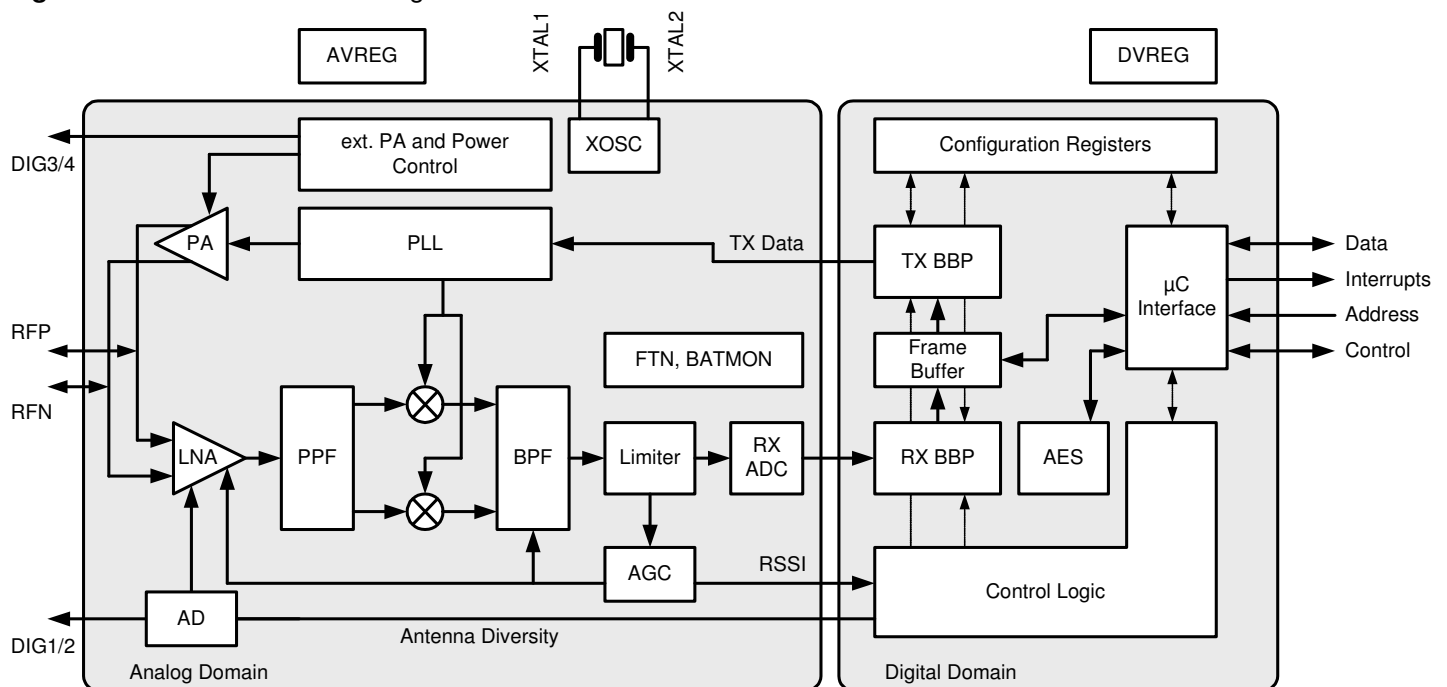 XTAL1
XTAL2
AVREG
DVREG
ext. PA and Power
Control
XOSC
Configuration Registers
DIG3/4
PA
PLL
TX Data
TX BBP
µC
Interface
Data
Interrupts
Address
Control
RFP
RFN
FTN, BATMON
Frame
Buffer
LNA
PPF
BPF
Limiter
RX
ADC
RX BBP
AES
AGC
RSSI
Control Logic
AD
DIG1/2
Antenna Diversity
Analog Domain
Digital Domain